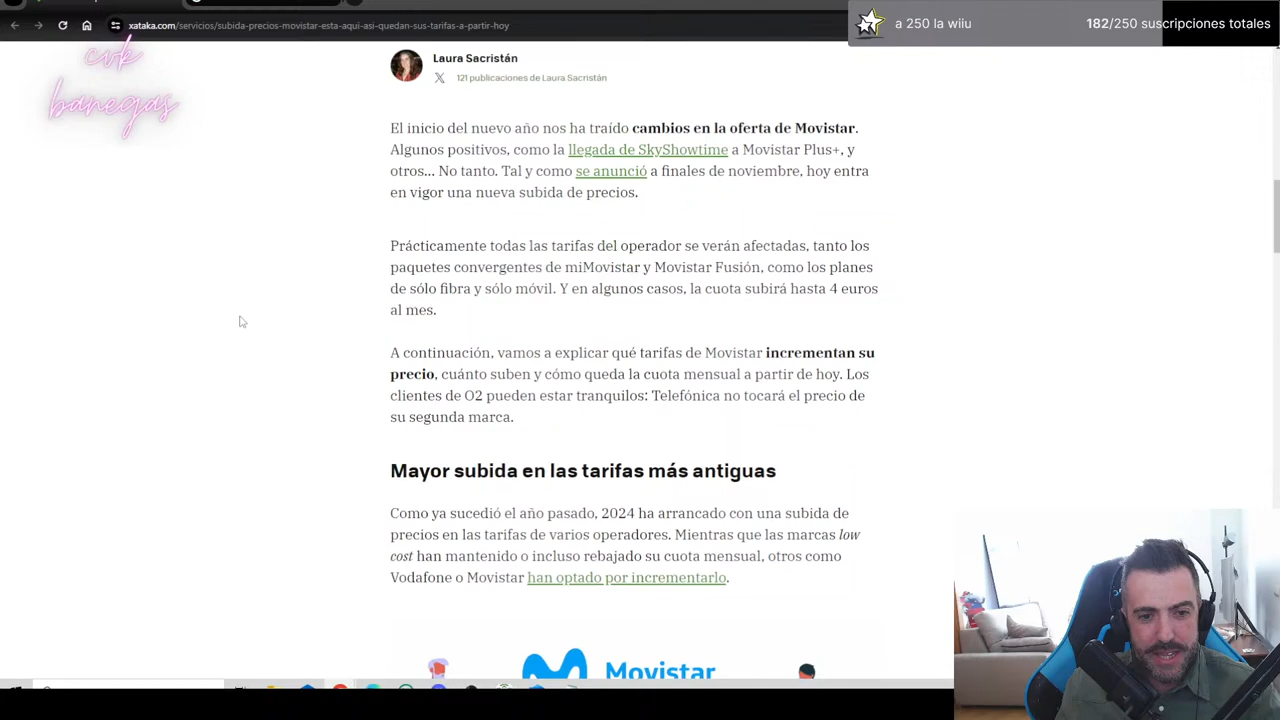 xataka.com/servicios/subida-precios-movistar-esta-aqui-asi-quedan-sus-tarifas-a-partir-hoy
a 250 la wiiu
182/250 suscripciones totales
cvk
banegas
Laura Sacristán
121 publicaciones de Laura Sacristán
El inicio del nuevo año nos ha traído cambios en la oferta de Movistar.
Algunos positivos, como la llegada de SkyShowtime a Movistar Plus+, y
otros... No tanto. Tal y como se anunció a finales de noviembre, hoy entra
en vigor una nueva subida de precios.
Prácticamente todas las tarifas del operador se verán afectadas, tanto los
paquetes convergentes de miMovistar y Movistar Fusión, como los planes
de sólo fibra y sólo móvil. Y en algunos casos, la cuota subirá hasta 4 euros
al mes.
A continuación, vamos a explicar qué tarifas de Movistar incrementan su
precio, cuánto suben y cómo queda la cuota mensual a partir de hoy. Los
clientes de O2 pueden estar tranquilos: Telefónica no tocará el precio de
su segunda marca.
Mayor subida en las tarifas más antiguas
Como ya sucedió el año pasado, 2024 ha arrancado con una subida de
precios en las tarifas de varios operadores. Mientras que las marcas low
cost han mantenido o incluso rebajado su cuota mensual, otros como
Vodafone o Movistar han optado por incrementarlo.
Movistar